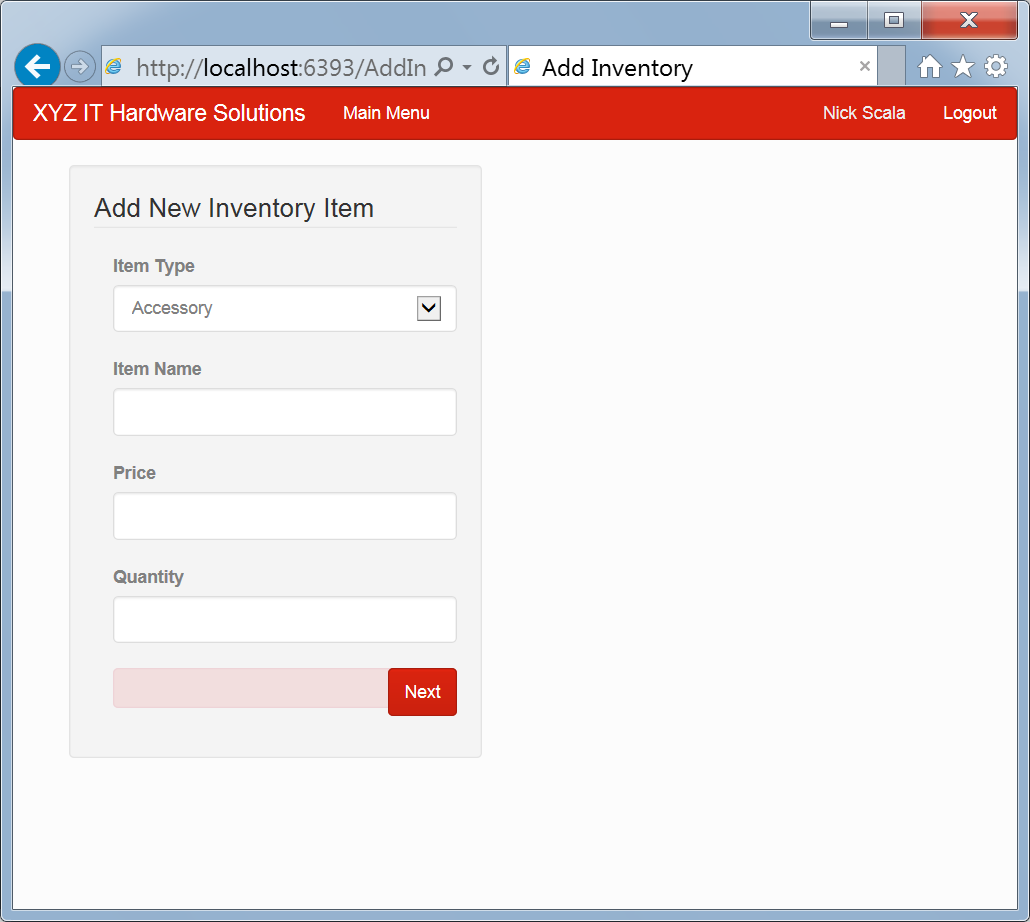 http://localhost:6393/AddIn
Add Inventory
XYZ IT Hardware Solutions Main Menu Nick Scala Logout
Add New Inventory Item
Item Type
Accessory
Item Name
Price
Quantity
Next